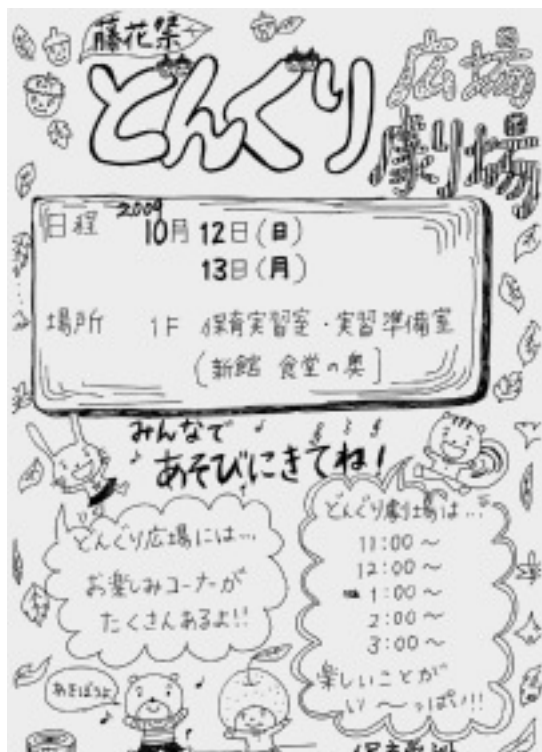 藤花祭
どんぐり
広場
劇場
日程 2009 10月 12日(日)
13日(月)
場所 1F 保育実習室・実習準備室
(新館 食堂の奥)
みんなで
あそびにきてね!
どんぐり広場には…
お楽しみコーナーが
たくさんあるよ!!
どんぐり劇場は…
11:00〜
12:00〜
1:00〜
2:00〜
3:00〜
楽しいことが
い〜っぱい!!
あそぼうよ